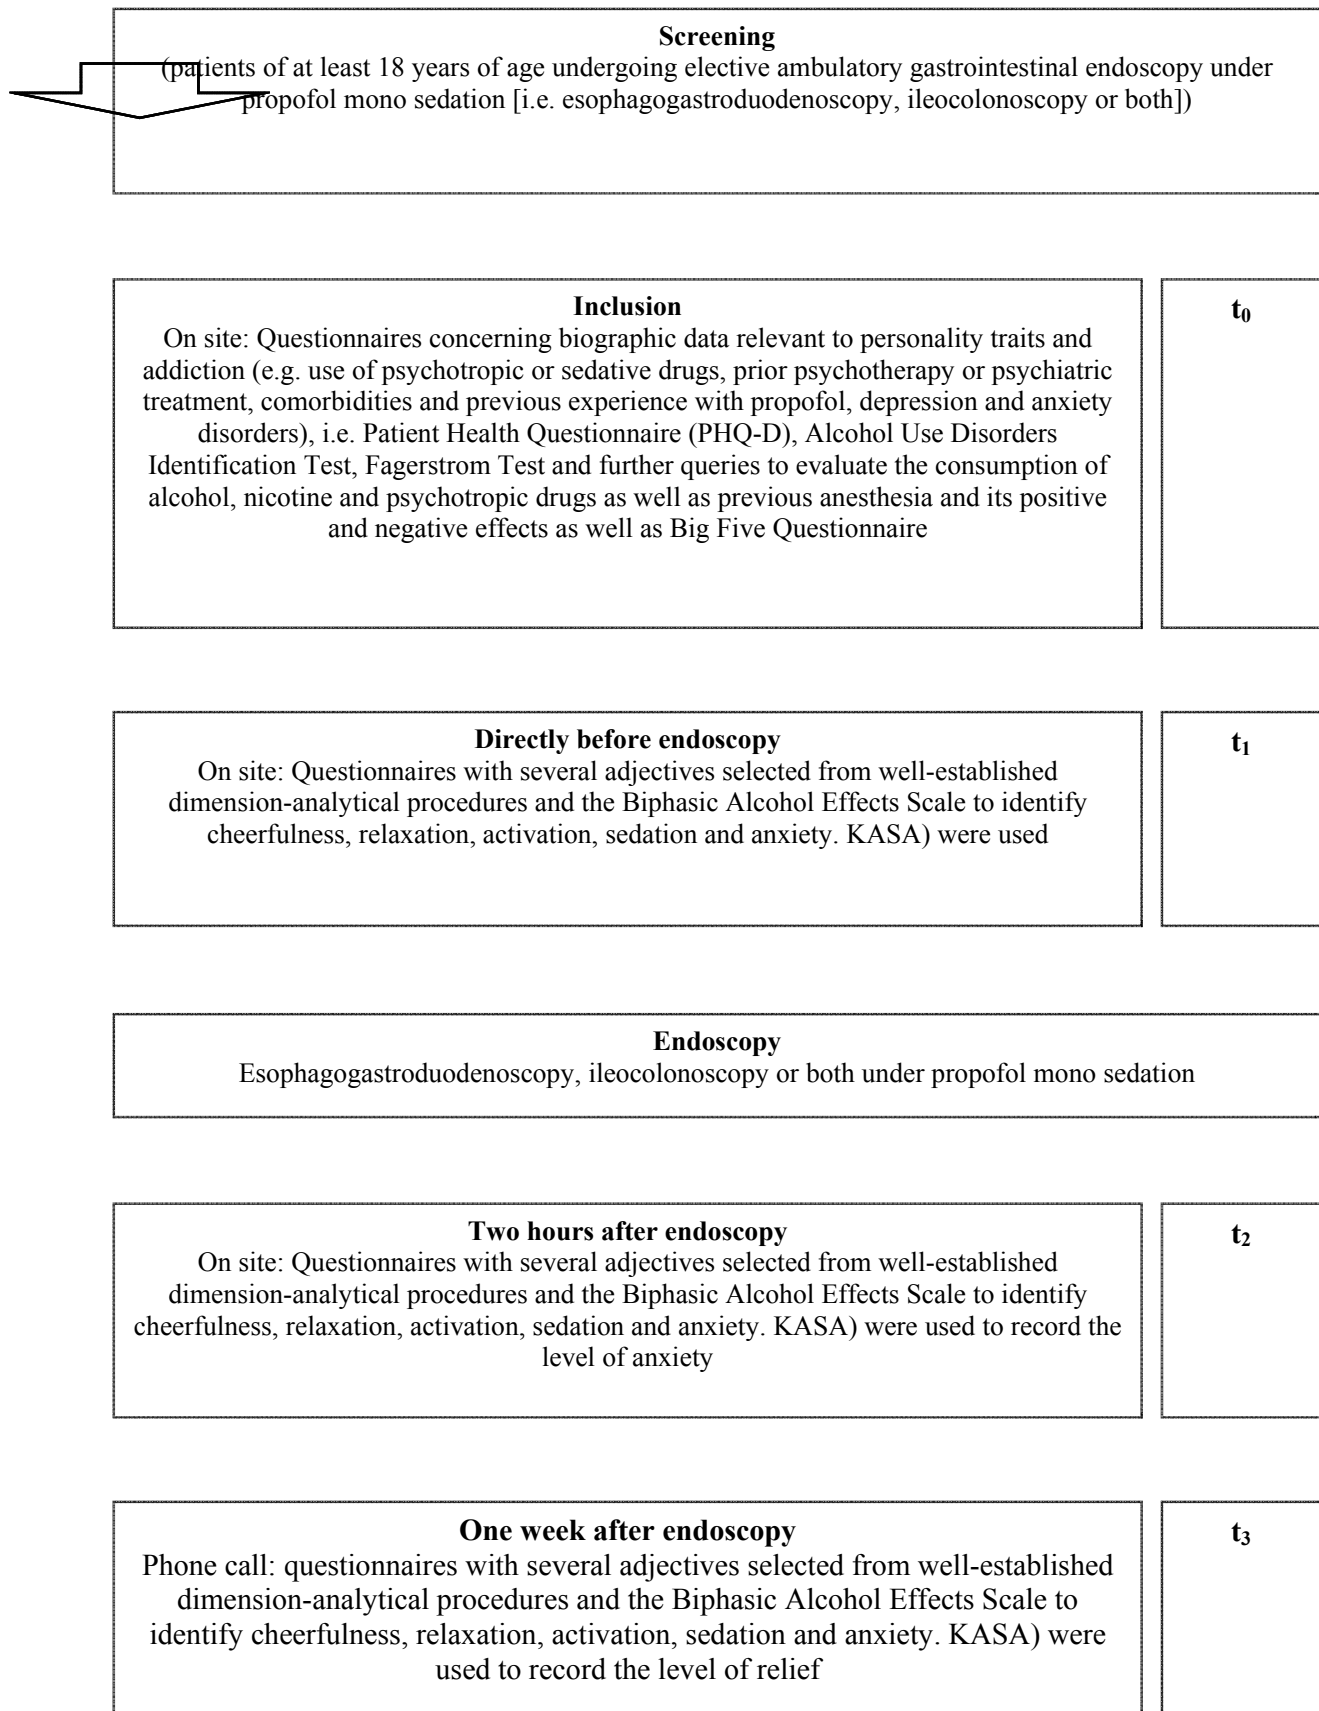 Screening
(patients of at least 18 years of age undergoing elective ambulatory gastrointestinal endoscopy under
propofol mono sedation [i.e. esophagogastroduodenoscopy, ileocolonoscopy or both])
Inclusion
t0
On site: Questionnaires concerning biographic data relevant to personality traits and
addiction (e.g. use of psychotropic or sedative drugs, prior psychotherapy or psychiatric
treatment, comorbidities and previous experience with propofol, depression and anxiety
disorders), i.e. Patient Health Questionnaire (PHQ-D), Alcohol Use Disorders
Identification Test, Fagerstrom Test and further queries to evaluate the consumption of
alcohol, nicotine and psychotropic drugs as well as previous anesthesia and its positive
and negative effects as well as Big Five Questionnaire
Directly before endoscopy
t1
On site: Questionnaires with several adjectives selected from well-established
dimension-analytical procedures and the Biphasic Alcohol Effects Scale to identify
cheerfulness, relaxation, activation, sedation and anxiety. KASA) were used
Endoscopy
Esophagogastroduodenoscopy, ileocolonoscopy or both under propofol mono sedation
Two hours after endoscopy
t2
On site: Questionnaires with several adjectives selected from well-established
dimension-analytical procedures and the Biphasic Alcohol Effects Scale to identify
cheerfulness, relaxation, activation, sedation and anxiety. KASA) were used to record the
level of anxiety
One week after endoscopy
t3
Phone call: questionnaires with several adjectives selected from well-established
dimension-analytical procedures and the Biphasic Alcohol Effects Scale to
identify cheerfulness, relaxation, activation, sedation and anxiety. KASA) were
used to record the level of relief